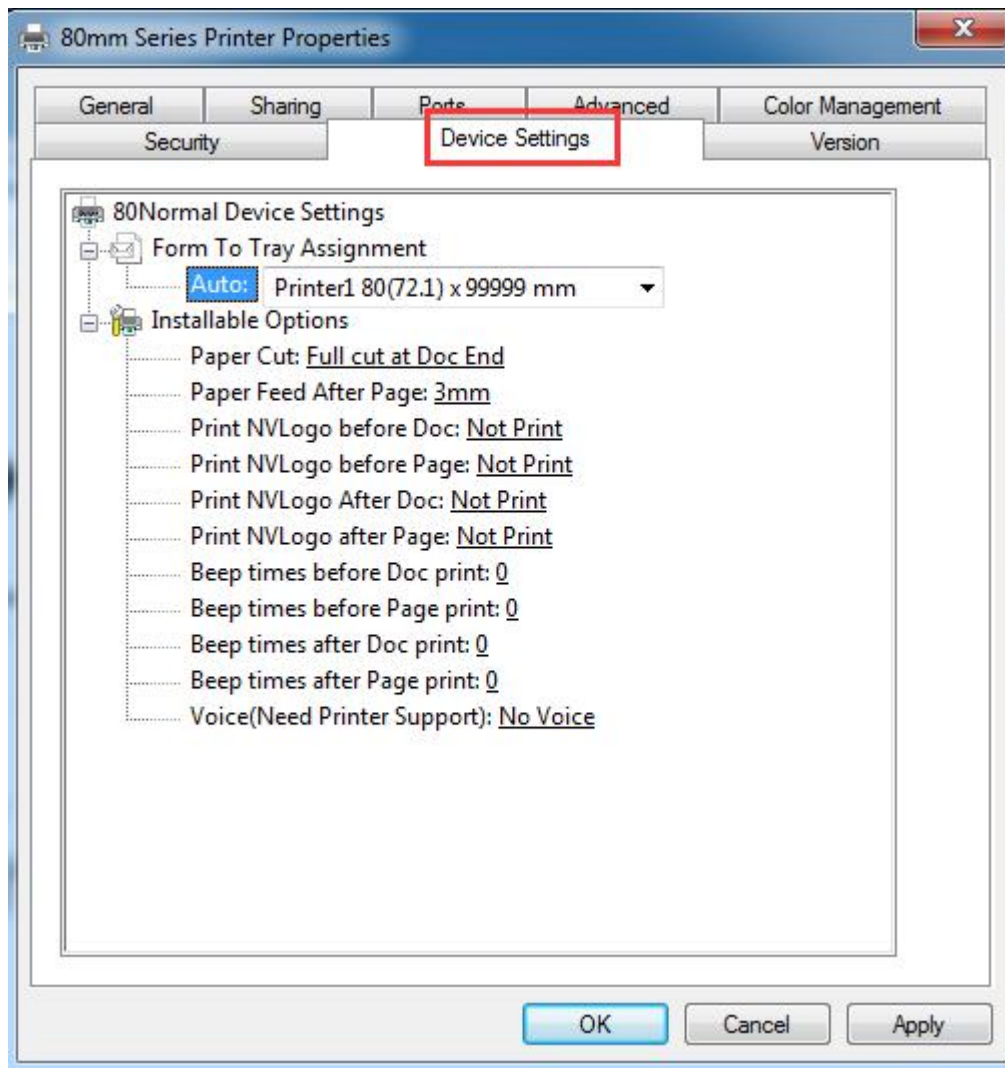 80mm Series Printer Properties
X
General Sharing Ports Advanced Color Management
Security Device Settings Version
80Normal Device Settings
Form To Tray Assignment
Auto: Printer1 80(72.1) x 99999 mm
Installable Options
Paper Cut: Full cut at Doc End
Paper Feed After Page: 3mm
Print NVLogo before Doc: Not Print
Print NVLogo before Page: Not Print
Print NVLogo After Doc: Not Print
Print NVLogo after Page: Not Print
Beep times before Doc print: 0
Beep times before Page print: 0
Beep times after Doc print: 0
Beep times after Page print: 0
Voice(Need Printer Support): No Voice
OK Cancel Apply